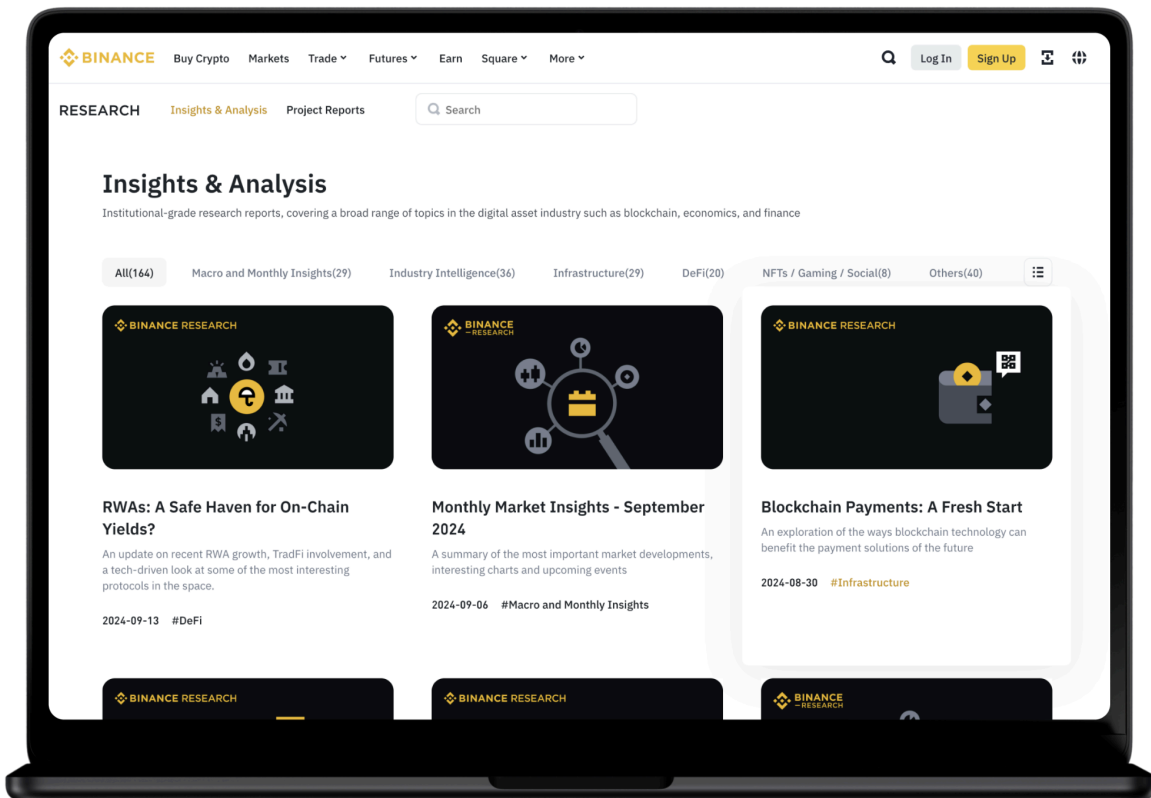 BINANCE Buy Crypto Markets Trade Futures Earn Square More Log In Sign Up
RESEARCH Insights & Analysis Project Reports Search
Insights & Analysis
Institutional-grade research reports, covering a broad range of topics in the digital asset industry such as blockchain, economics, and finance
All(164) Macro and Monthly Insights(29) Industry Intelligence(36) Infrastructure(29) DeFi(20) NFTs / Gaming / Social(8) Others(40)
BINANCE RESEARCH
$
RWAs: A Safe Haven for On-Chain
Yields?
An update on recent RWA growth, TradFi involvement, and
a tech-driven look at some of the most interesting
protocols in the space.
2024-09-13 #DeFi
BINANCE
RESEARCH
Monthly Market Insights - September
2024
A summary of the most important market developments,
interesting charts and upcoming events
2024-09-06 #Macro and Monthly Insights
BINANCE RESEARCH
Blockchain Payments: A Fresh Start
An exploration of the ways blockchain technology can
benefit the payment solutions of the future
2024-08-30 #Infrastructure
BINANCE RESEARCH
BINANCE RESEARCH
BINANCE
RESEARCH